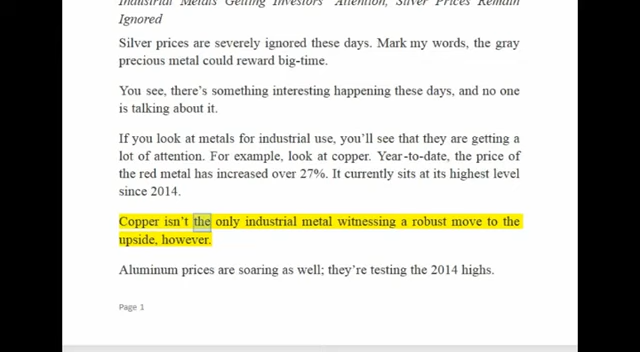 Industrial Metals Getting Investors' Attention, Silver Prices Remain
Ignored
Silver prices are severely ignored these days. Mark my words, the gray
precious metal could reward big-time.
You see, there's something interesting happening these days, and no one
is talking about it.
If you look at metals for industrial use, you'll see that they are getting a
lot of attention. For example, look at copper. Year-to-date, the price of
the red metal has increased over 27%. It currently sits at its highest level
since 2014.
Copper isn't the only industrial metal witnessing a robust move to the
upside, however.
Aluminum prices are soaring as well; they're testing the 2014 highs.
Page 1